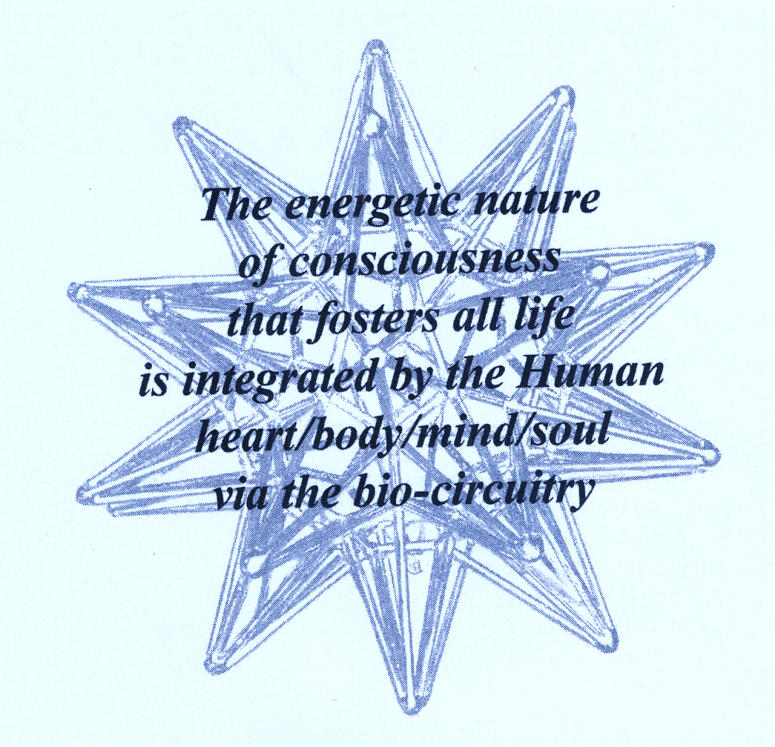 The energetic nature
of consciousness
that fosters all life
is integrated by the Human
heart/body/mind/soul
via the bio-circuitry